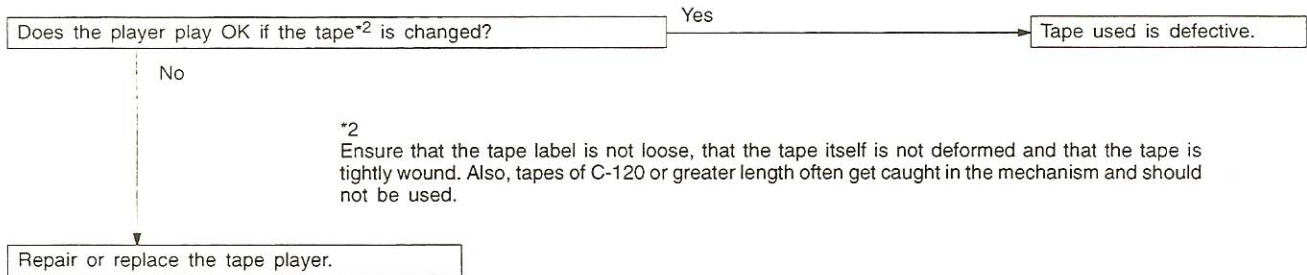 Does the player play OK if the tape*2 is changed?
Yes
Tape used is defective.
No
*2
Ensure that the tape label is not loose, that the tape itself is not deformed and that the tape is
tightly wound. Also, tapes of C-120 or greater length often get caught in the mechanism and should
not be used.
Repair or replace the tape player.